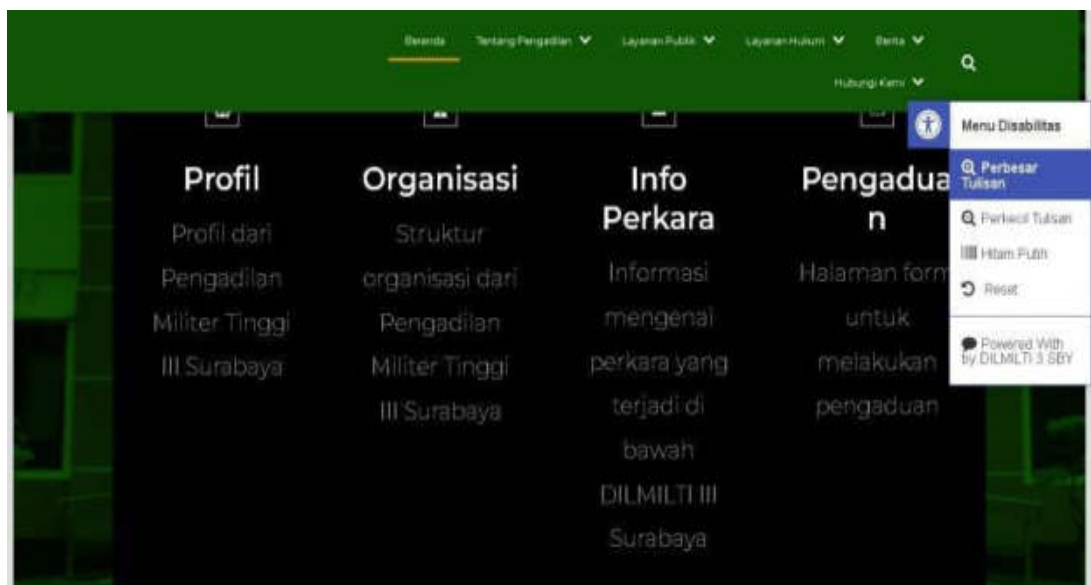 Beranda Tentang Pengadilan Layanan Publik Layanan Hukum Berita
Hubungi Kami
Menu Disabilitas
Perbesar
Tulisan
Perkecil Tulisan
Hitam Putih
Reset
Powered With
by DILMILTI 3 SBY
Profil
Profil dari
Pengadilan
Militer Tinggi
III Surabaya
Organisasi
Struktur
organisasi dari
Pengadilan
Militer Tinggi
III Surabaya
Info
Perkara
Informasi
mengenai
perkara yang
terjadi di
bawah
DILMILTI III
Surabaya
Pengadua
n
Halaman form
untuk
melakukan
pengaduan